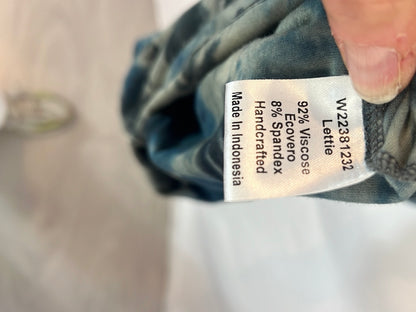 W22381232
Lettie
92% Viscose
Ecovero
8% Spandex
Handcrafted
Made in Indonesia